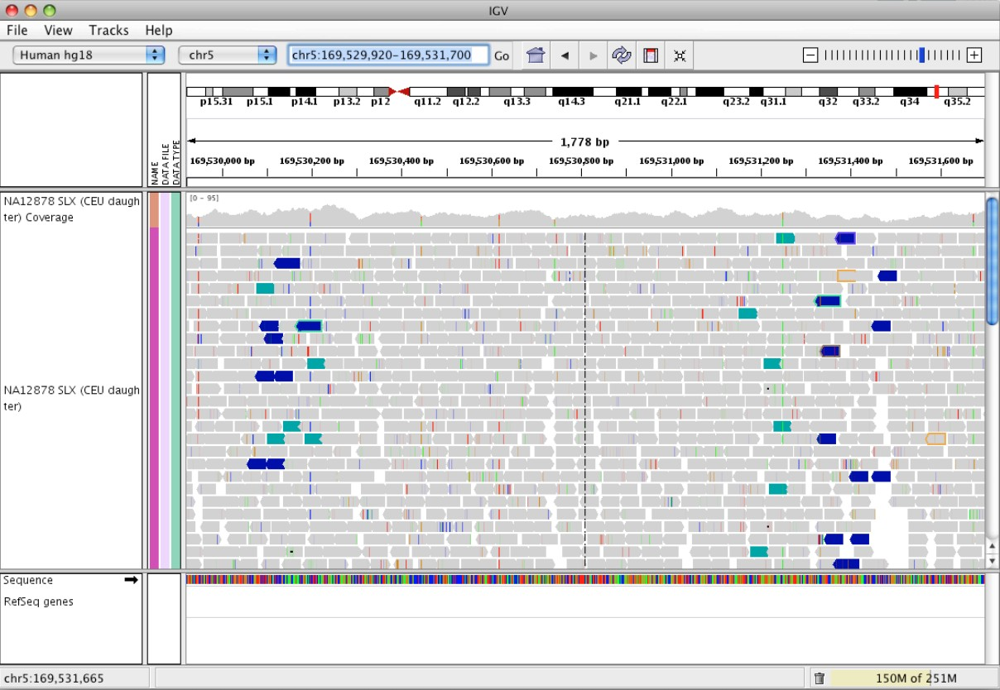 IGV
File View Tracks Help
Human hg18 chr5 chr5:169,529,920-169,531,700 Go
p15.31 p15.1 p14.1 p13.2 p12 q11.2 q12.2 q13.3 q14.3 q21.1 q22.1 q23.2 q31.1 q32 q33.2 q34 q35.2
1,778 bp
169,530,000 bp 169,530,200 bp 169,530,400 bp 169,530,600 bp 169,530,800 bp 169,531,000 bp 169,531,200 bp 169,531,400 bp 169,531,600 bp
NAME
DATA FILE
DATA TYPE
NA12878 SLX (CEU daugh
ter) Coverage
[0 - 95]
NA12878 SLX (CEU daugh
ter)
Sequence
RefSeq genes
chr5:169,531,665 150M of 251M